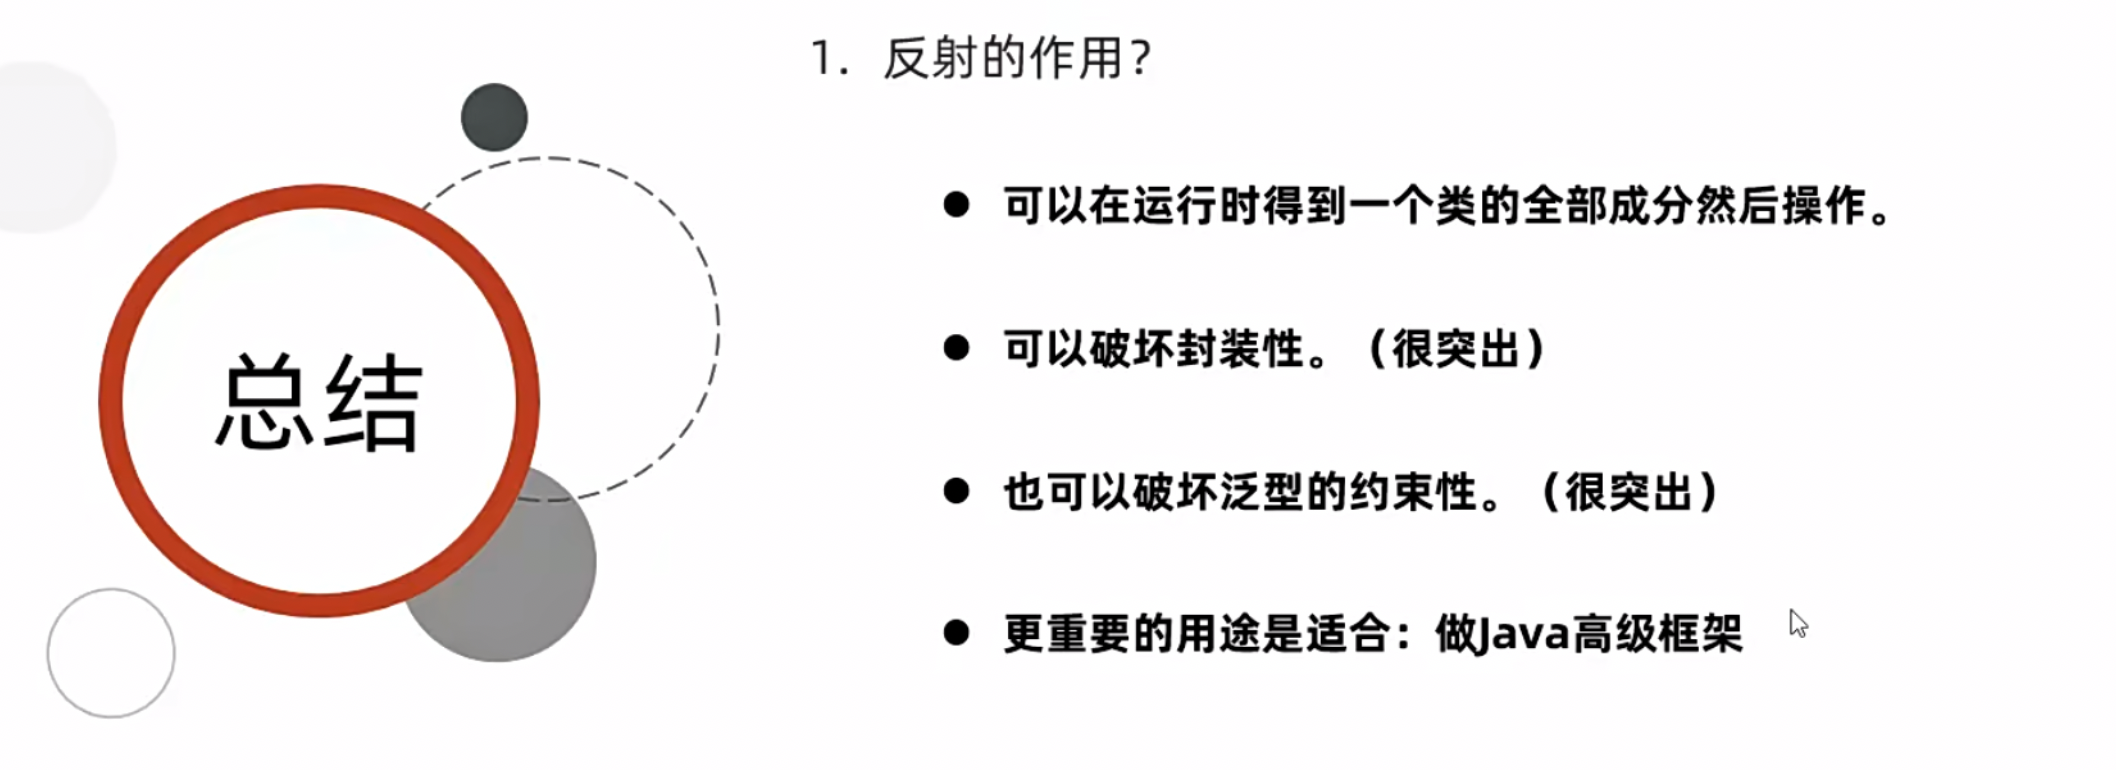 总结
1. 反射的作用？
● 可以在运行时得到一个类的全部成分然后操作。
● 可以破坏封装性。（很突出）
● 也可以破坏泛型的约束性。（很突出）
● 更重要的用途是适合：做Java高级框架